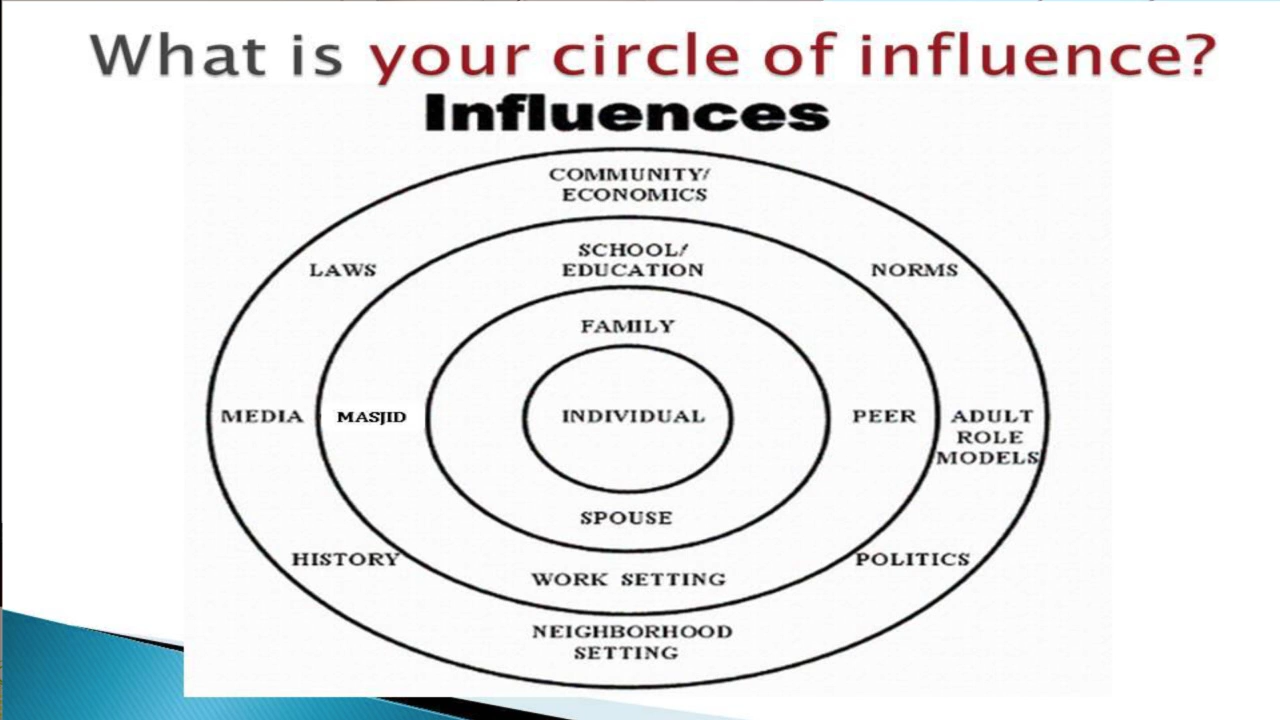 What is your circle of influence?
Influences
COMMUNITY/
ECONOMICS
SCHOOL/
EDUCATION
LAWS
NORMS
FAMILY
MEDIA
MASJID
INDIVIDUAL
PEER
ADULT
ROLE
MODELS
SPOUSE
HISTORY
POLITICS
WORK SETTING
NEIGHBORHOOD
SETTING